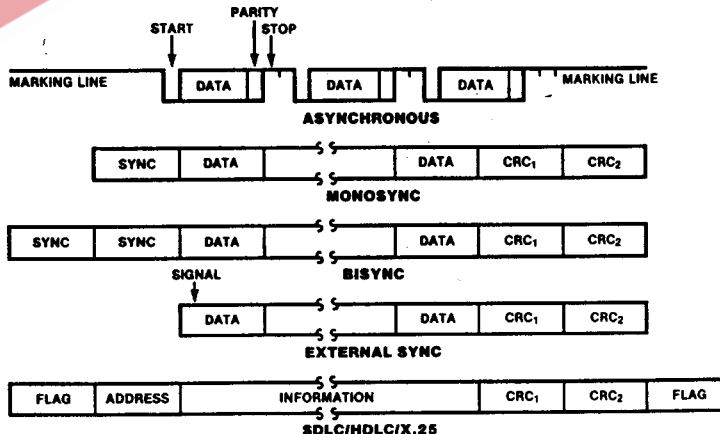 PARITY
START STOP
MARKING LINE DATA DATA DATA MARKING LINE
ASYNCHRONOUS
SYNC DATA DATA CRC₁ CRC₂
MONOSYNC
SYNC SYNC DATA DATA CRC₁ CRC₂
BISYNC
SIGNAL
DATA DATA CRC₁ CRC₂
EXTERNAL SYNC
FLAG ADDRESS INFORMATION CRC₁ CRC₂ FLAG
SDLC/HDLC/X.25